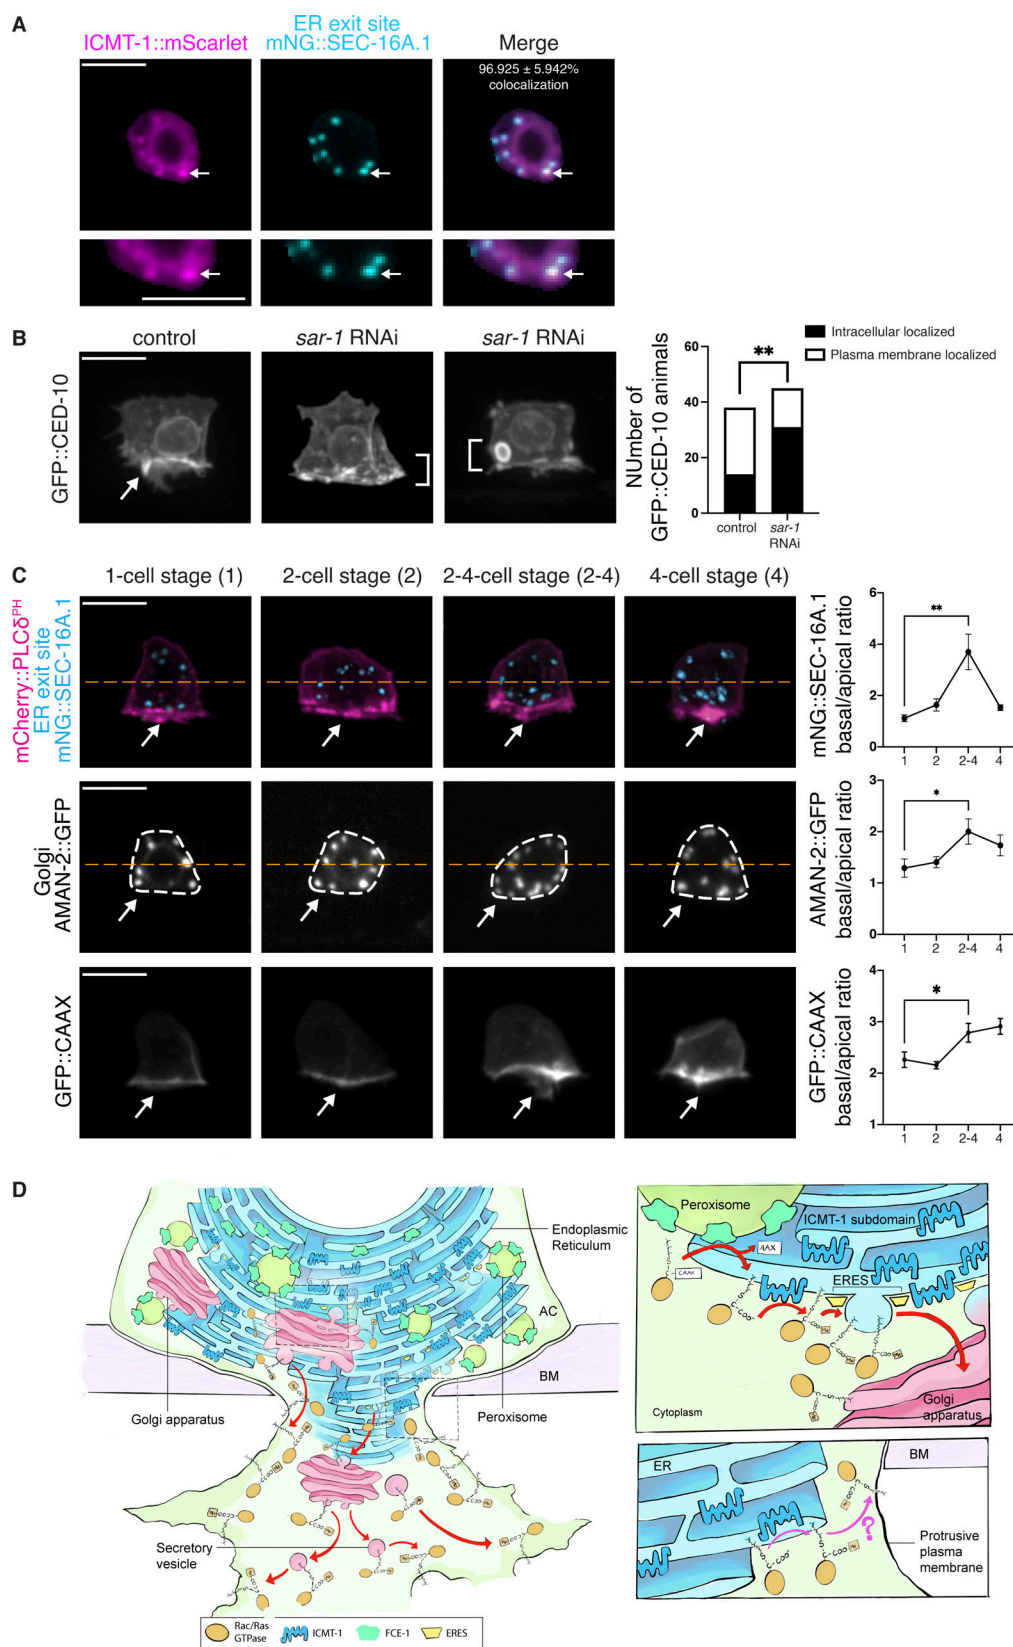 A
ICMT-1::mScarlet
ER exit site
mNG::SEC-16A.1
Merge
96.925 ± 5.942%
colocalization
B
control
sar-1 RNAi
sar-1 RNAi
GFP::CED-10
Intracellular localized
Plasma membrane localized
NUmber of
GFP::CED-10 animals
60
40
20
0
**
control
sar-1
RNAi
C
1-cell stage (1)
2-cell stage (2)
2-4-cell stage (2-4)
4-cell stage (4)
mCherry::PLCδPH
ER exit site
mNG::SEC-16A.1
mNG::SEC-16A.1
basal/apical ratio
6
4
2
0
**
1 2 2-4 4
Golgi
AMAN-2::GFP
AMAN-2::GFP
basal/apical ratio
3
2
1
0
*
1 2 2-4 4
GFP::CAAX
GFP::CAAX
basal/apical ratio
4
3
2
1
*
1 2 2-4 4
D
Endoplasmic
Reticulum
AC
BM
Golgi apparatus
Peroxisome
Secretory
vesicle
Rac/Ras
GTPase
ICMT-1
FCE-1
ERES
Peroxisome
ICMT-1 subdomain
AAX
CAAX
ERES
Cytoplasm
Golgi
apparatus
ER
BM
?
Protrusive
plasma
membrane